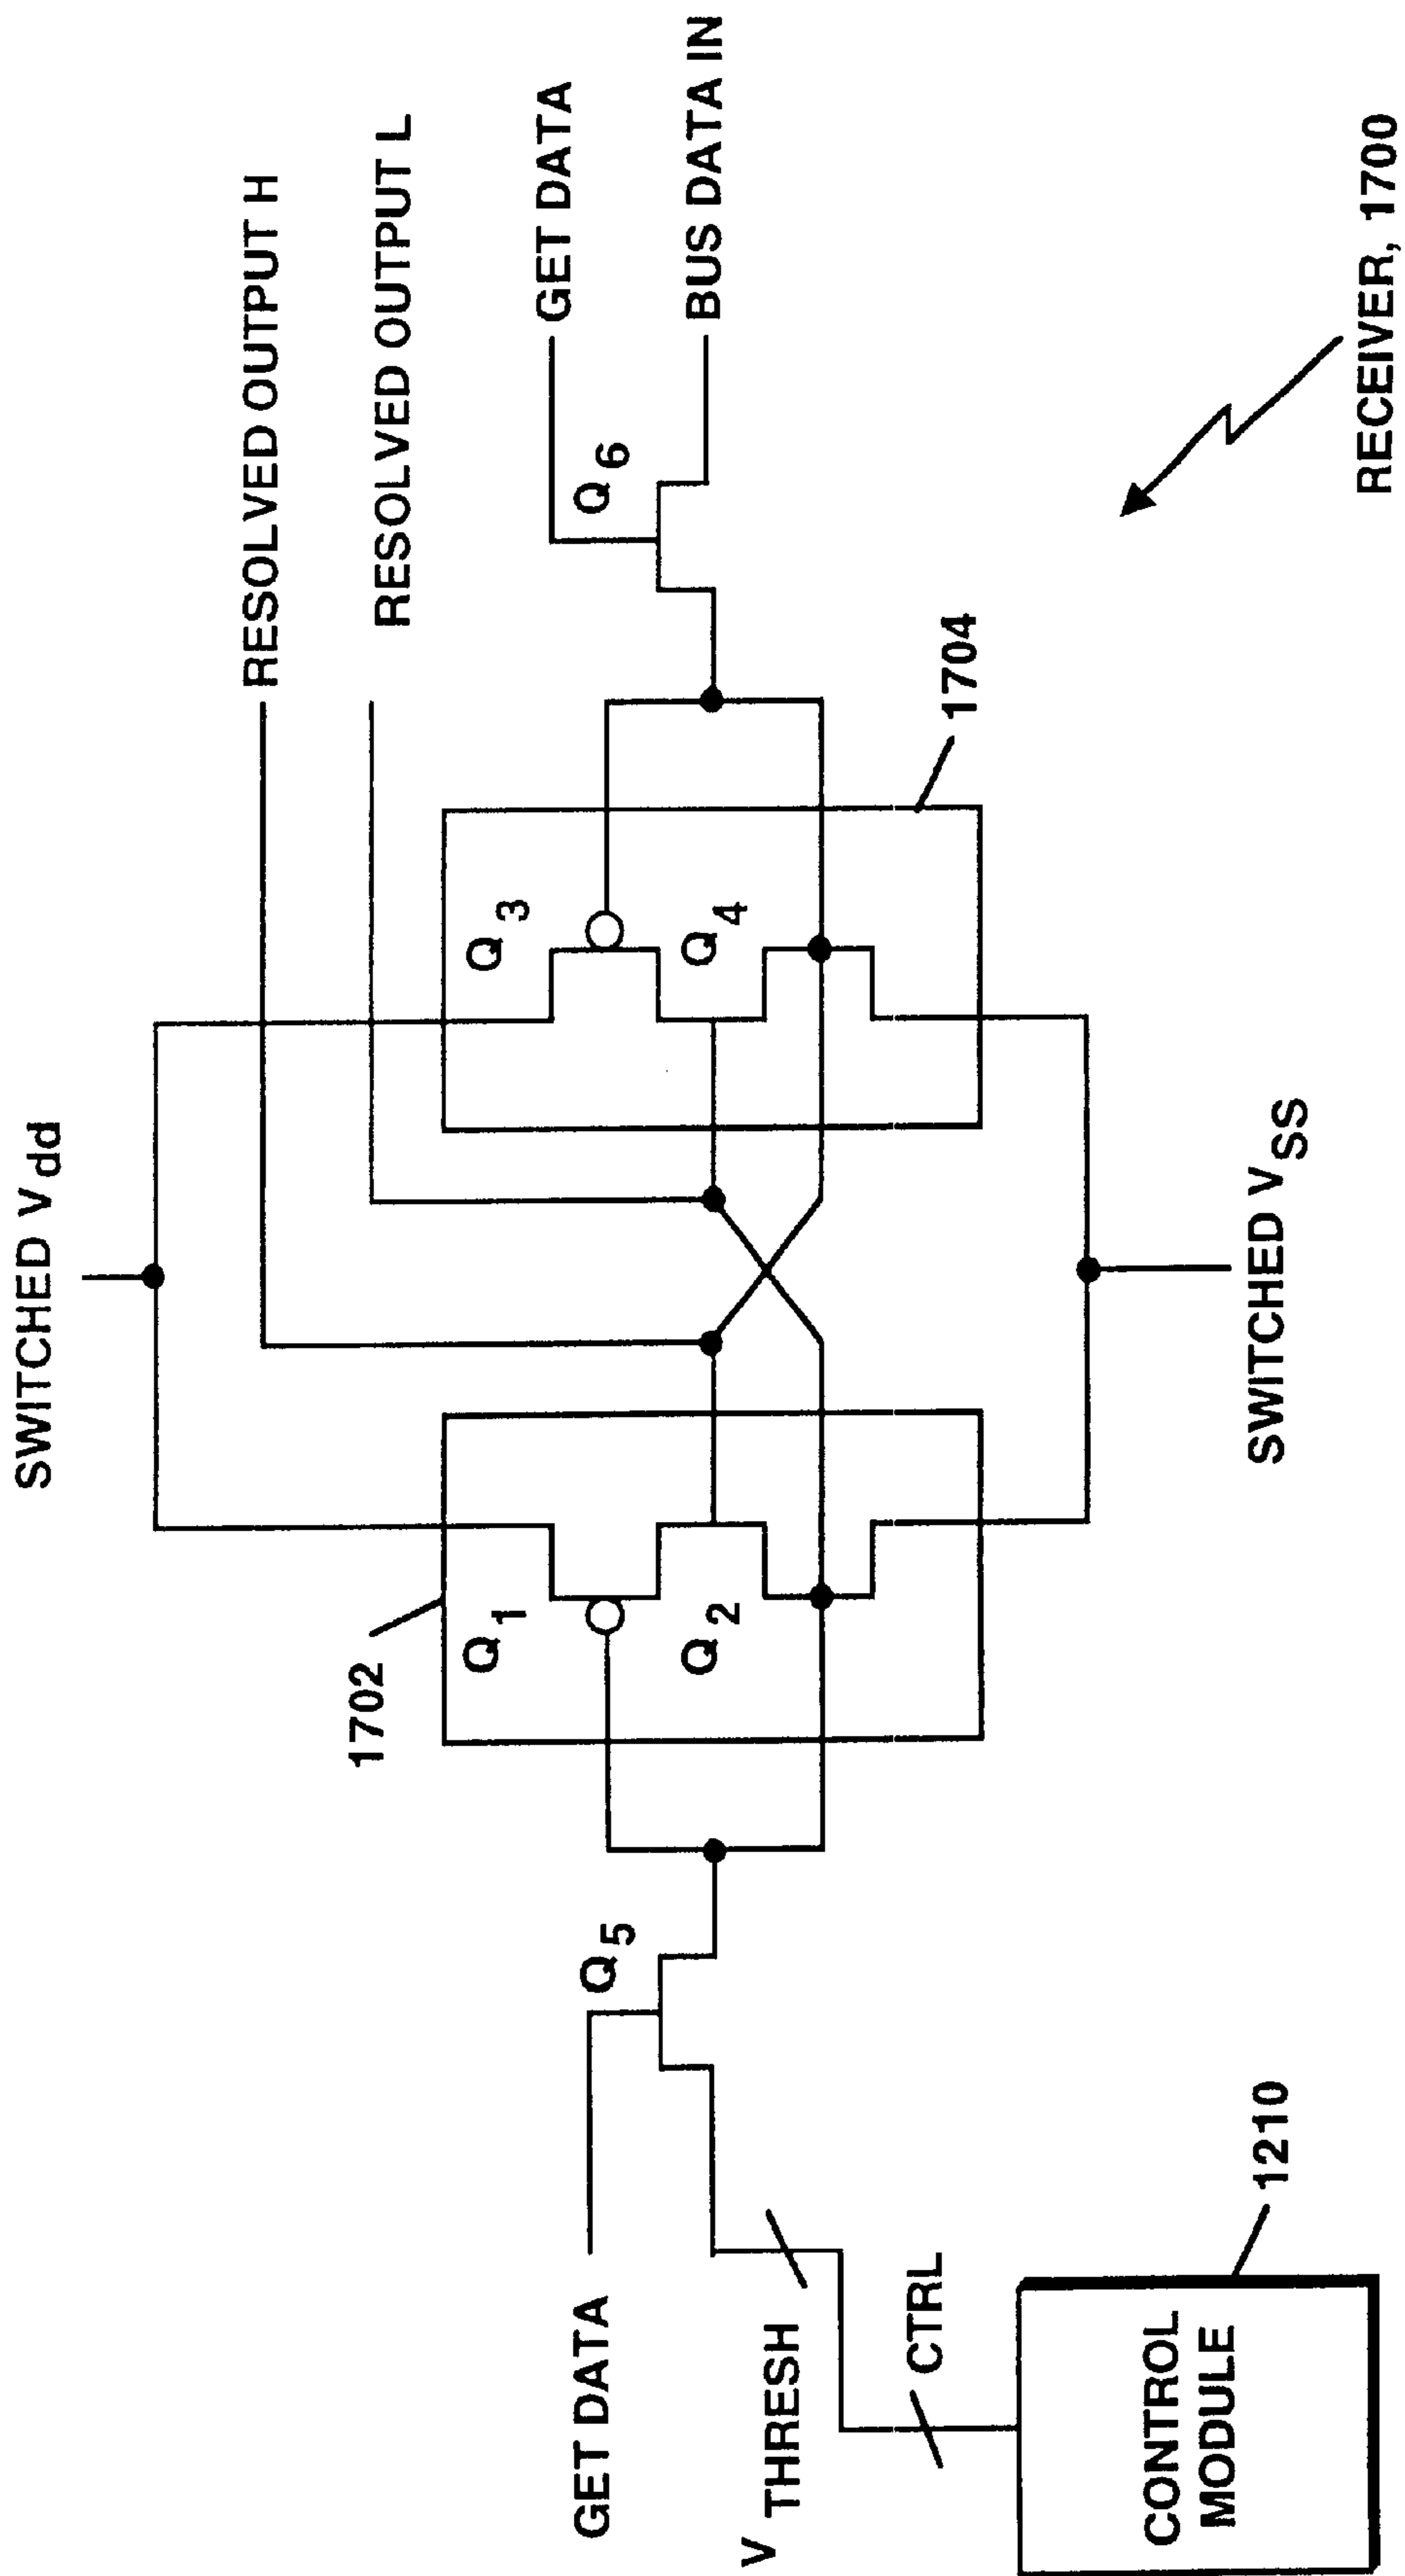 SWITCHED Vdd
RESOLVED OUTPUT H
RESOLVED OUTPUT L
1702
Q1
Q3
GET DATA
GET DATA
Q5
Q6
Q2
Q4
V THRESH
BUS DATA IN
CTRL
1704
CONTROL
MODULE
1210
SWITCHED VSS
RECEIVER, 1700